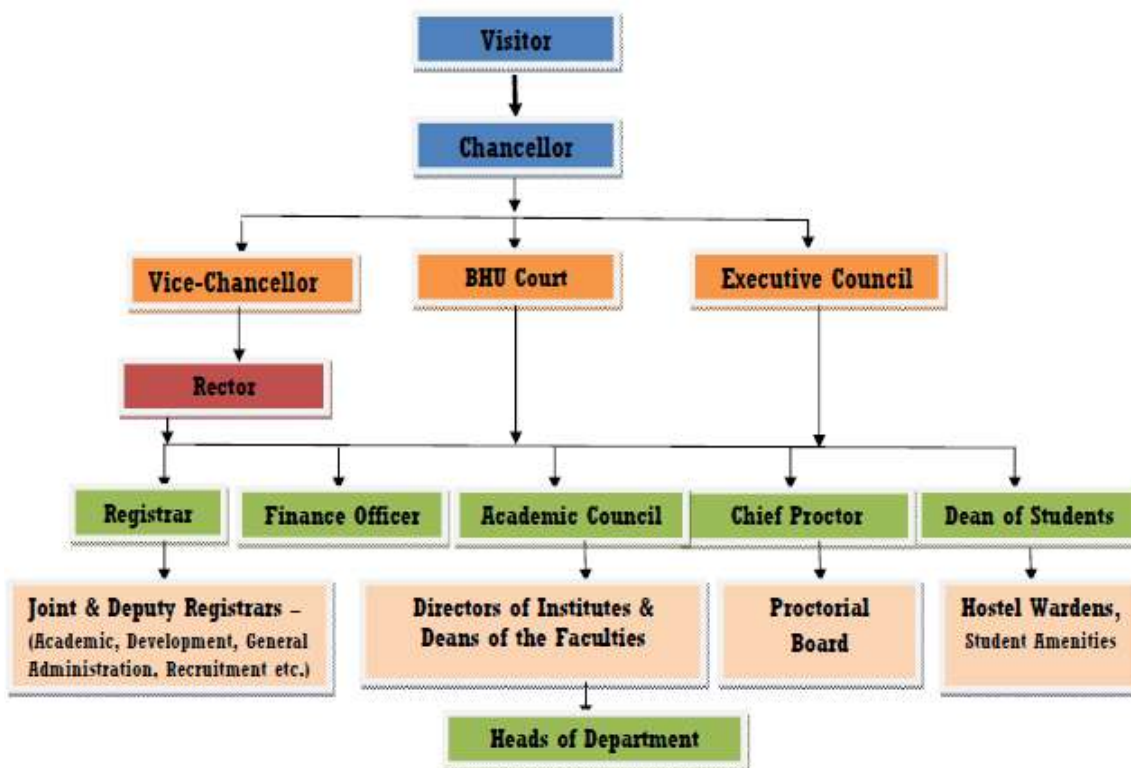 Visitor
Chancellor
Vice-Chancellor
BHU Court
Executive Council
Rector
Registrar
Finance Officer
Academic Council
Chief Proctor
Dean of Students
Joint & Deputy Registrars –
(Academic, Development, General
Administration, Recruitment etc.)
Directors of Institutes &
Deans of the Faculties
Proctorial
Board
Hostel Wardens,
Student Amenities
Heads of Department